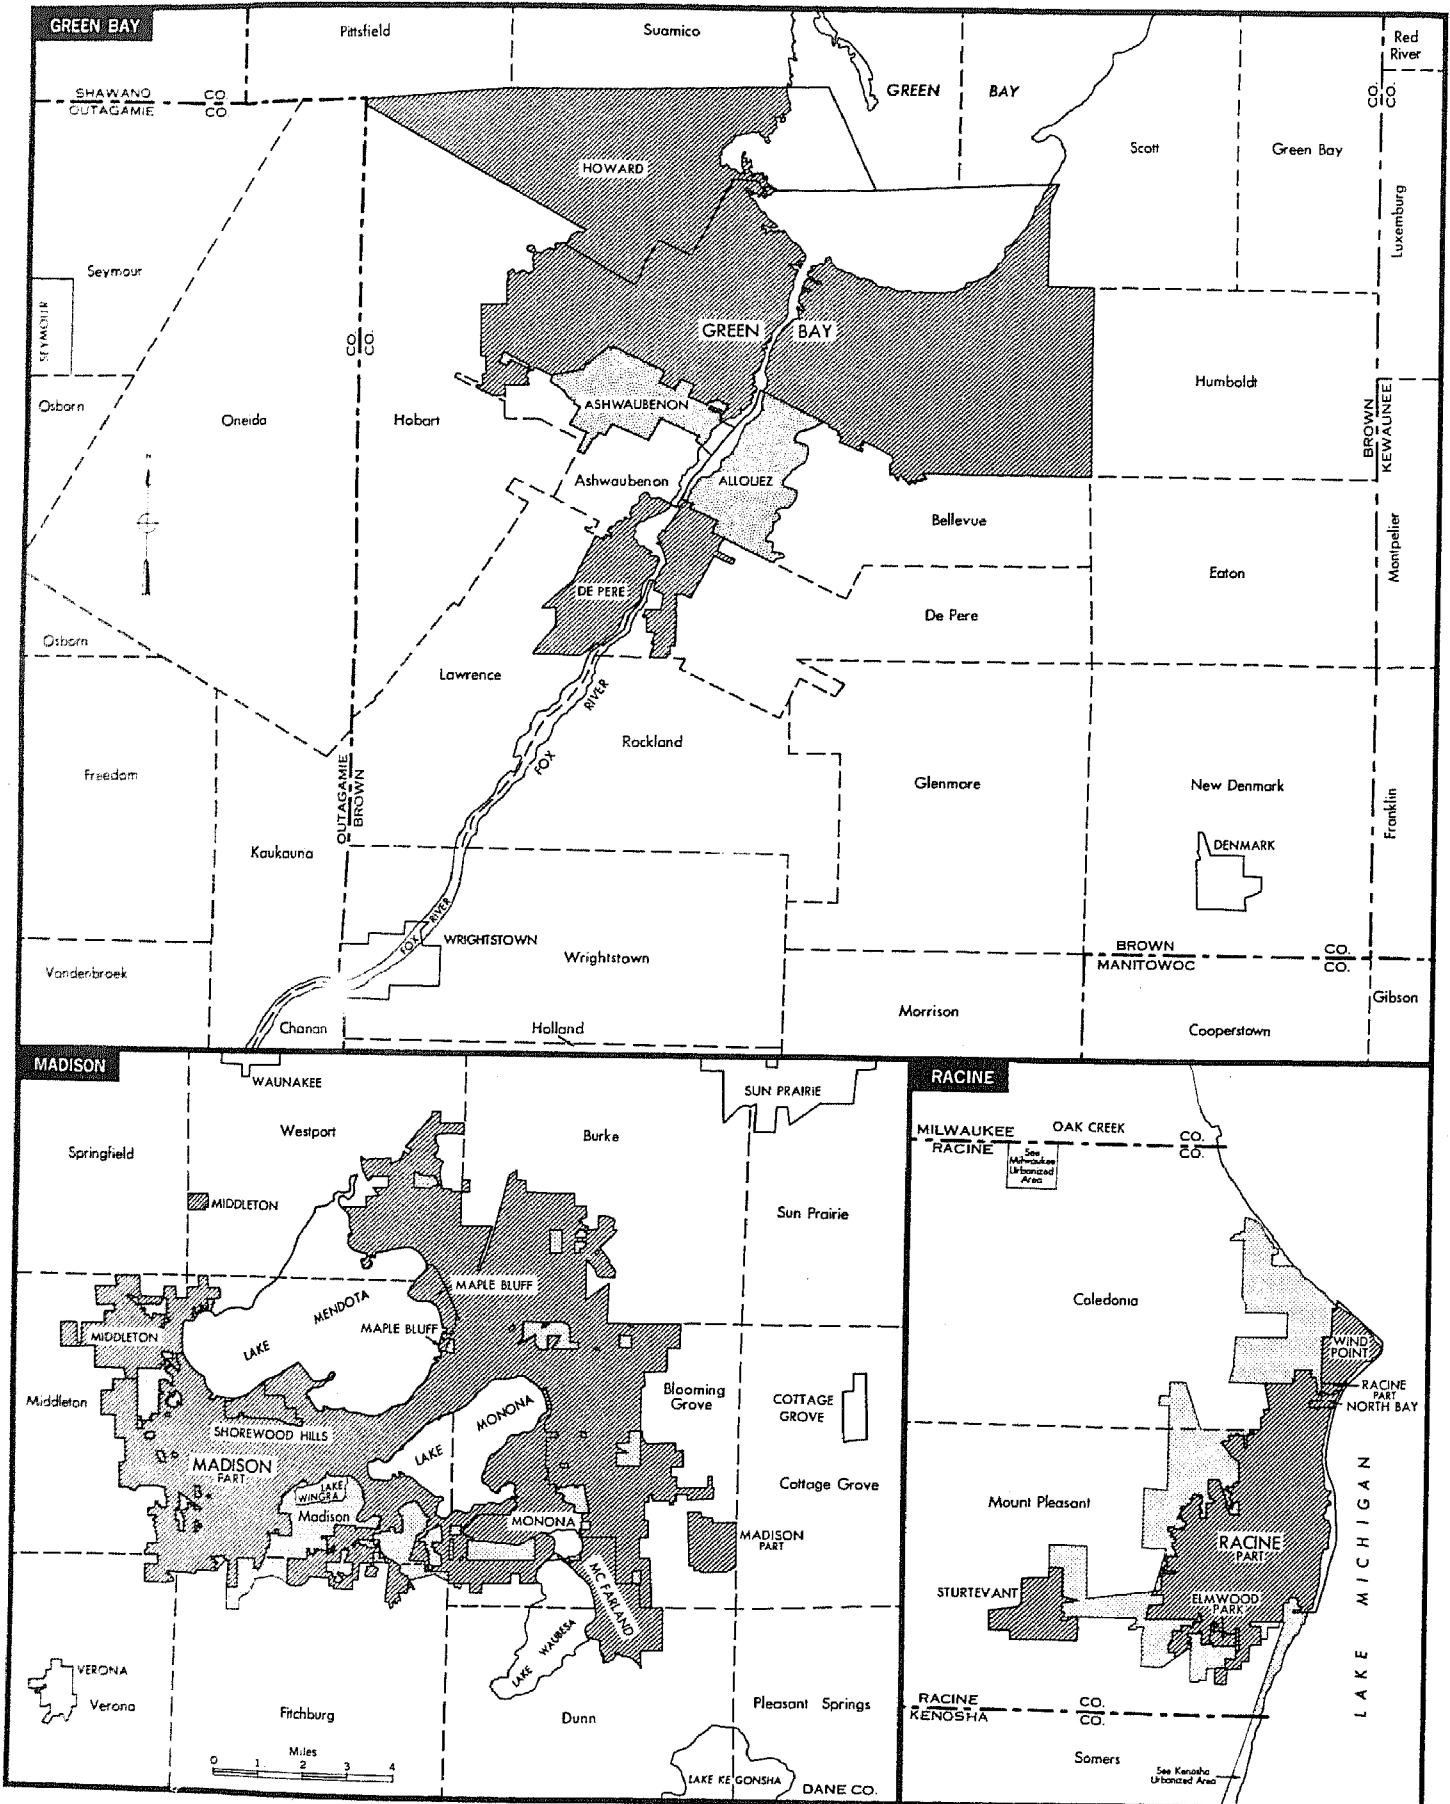 GREEN BAY
Pittsfield
Suamico
Red
River
GREEN BAY
SHAWANO CO.
OUTAGAMIE CO.
CO.
CO.
HOWARD
Scott
Green Bay
Luxemburg
Seymour
SEYMOUR
CO.
CO.
GREEN BAY
Humboldt
Osborn
Oneida
Hobart
ASHWAUBENON
BROWN
KEWAUNEE
Ashwaubenon
ALLOUEZ
Bellevue
Montpelier
N
Eaton
DE PERE
De Pere
Osborn
Lawrence
FOX RIVER
Rockland
Freedom
OUTAGAMIE
BROWN
Glenmore
New Denmark
Franklin
Kaukauna
DENMARK
FOX RIVER
WRIGHTSTOWN
Wrightstown
BROWN CO.
MANITOWOC CO.
Vandenbroek
Gibson
Morrison
Chanan
Holland
Cooperstown
MADISON
WAUNAKEE
SUN PRAIRIE
Westport
Burke
Springfield
MIDDLETON
Sun Prairie
MAPLE BLUFF
LAKE MENDOTA
MAPLE BLUFF
MIDDLETON
Middleton
Blooming
Grove
COTTAGE
GROVE
LAKE MONONA
SHOREWOOD HILLS
MADISON
PART
LAKE
WINGRA
Cottage Grove
Madison
MONONA
MADISON
PART
MC FARLAND
LAKE WAUBESA
VERONA
Verona
Fitchburg
Dunn
Pleasant Springs
Miles
0 1 2 3 4
LAKE KEGONSHA
DANE CO.
RACINE
MILWAUKEE OAK CREEK CO.
RACINE CO.
See
Milwaukee
Urbanized
Area
Caledonia
WIND
POINT
RACINE
PART
NORTH BAY
Mount Pleasant
RACINE
PART
LAKE MICHIGAN
STURTEVANT
ELMWOOD
PARK
RACINE CO.
KENOSHA CO.
Somers
See Kenosha
Urbanized Area